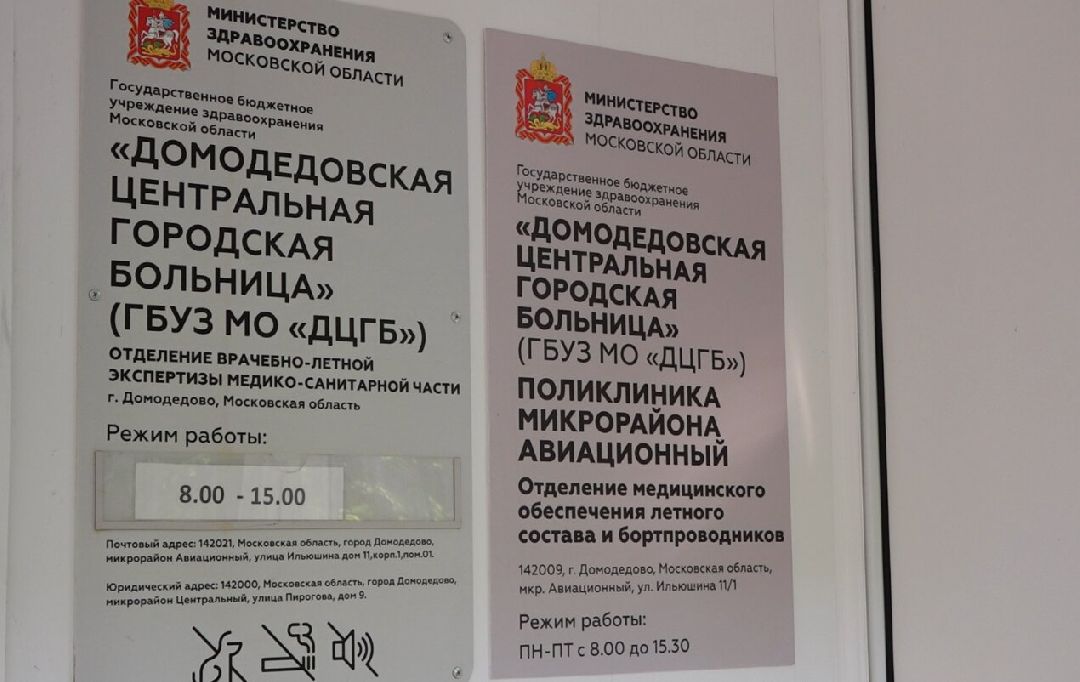 МИНИСТЕРСТВО
ЗДРАВООХРАНЕНИЯ
МОСКОВСКОЙ ОБЛАСТИ
Государственное бюджетное
учреждение здравоохранения
Московской области
«ДОМОДЕДОВСКАЯ
ЦЕНТРАЛЬНАЯ
ГОРОДСКАЯ
БОЛЬНИЦА»
(ГБУЗ МО «ДЦГБ»)
ОТДЕЛЕНИЕ ВРАЧЕБНО-ЛЕТНОЙ
ЭКСПЕРТИЗЫ МЕДИКО-САНИТАРНОЙ ЧАСТИ
г. Домодедово, Московская область
Режим работы:
8.00 - 15.00
Почтовый адрес: 142021, Московская область, город Домодедово,
микрорайон Авиационный, улица Ильюшина дом 11,корп.1,пом.01.
Юридический адрес: 142000, Московская область, город Домодедово,
микрорайон Центральный, улица Пирогова, дом 9.
МИНИСТЕРСТВО
ЗДРАВООХРАНЕНИЯ
МОСКОВСКОЙ ОБЛАСТИ
Государственное бюджетное
учреждение здравоохранения
Московской области
«ДОМОДЕДОВСКАЯ
ЦЕНТРАЛЬНАЯ
ГОРОДСКАЯ
БОЛЬНИЦА»
(ГБУЗ МО «ДЦГБ»)
ПОЛИКЛИНИКА
МИКРОРАЙОНА
АВИАЦИОННЫЙ
Отделение медицинского
обеспечения летного
состава и бортпроводников
142009, г. Домодедово, Московская область,
мкр. Авиационный, ул. Ильюшина 11/1
Режим работы:
ПН-ПТ с 8.00 до 15.30